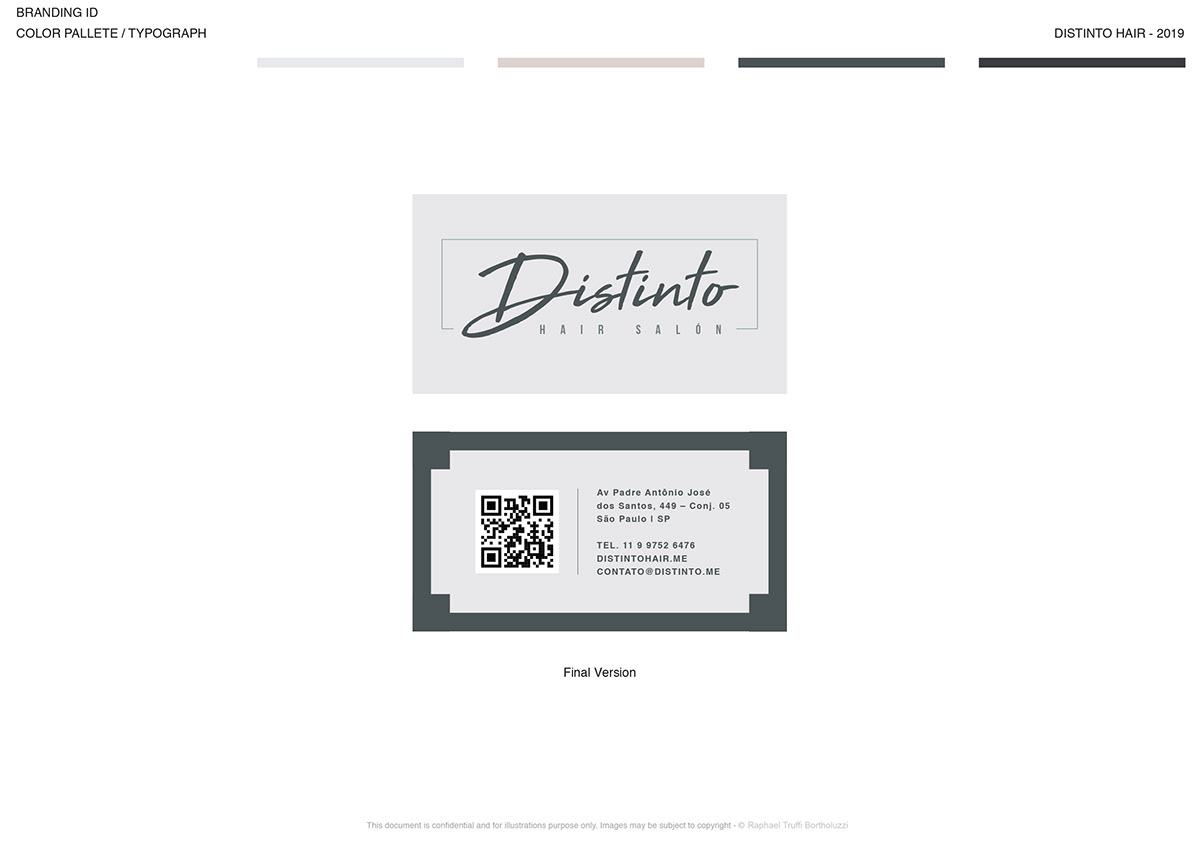 BRANDING ID
COLOR PALLETE / TYPOGRAPH
DISTINTO HAIR - 2019
Distinto
HAIR SALÓN
Av Padre Antônio José
dos Santos, 449 – Conj. 05
São Paulo | SP
TEL. 11 9 9752 6476
DISTINTOHAIR.ME
CONTATO@DISTINTO.ME
Final Version
This document is confidential and for illustrations purpose only. Images may be subject to copyright - © Raphael Truffi Bortholuzzi